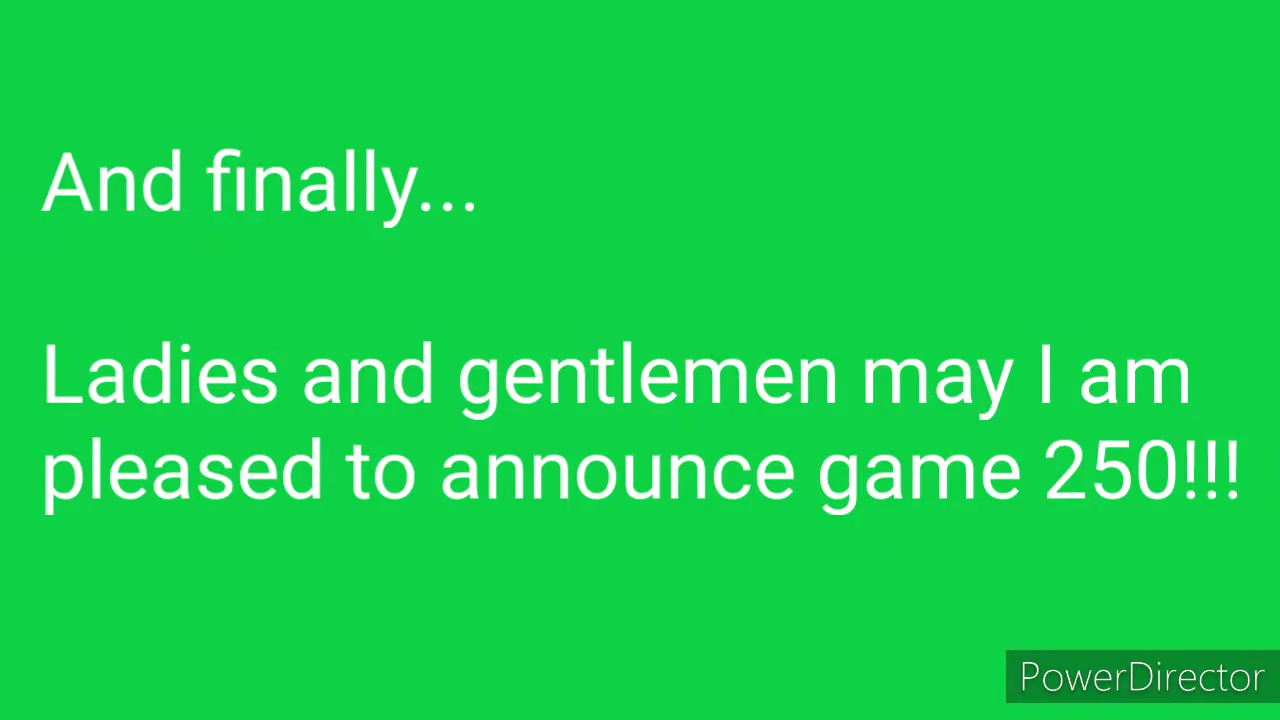 And finally...
Ladies and gentlemen may I am
pleased to announce game 250!!!
PowerDirector